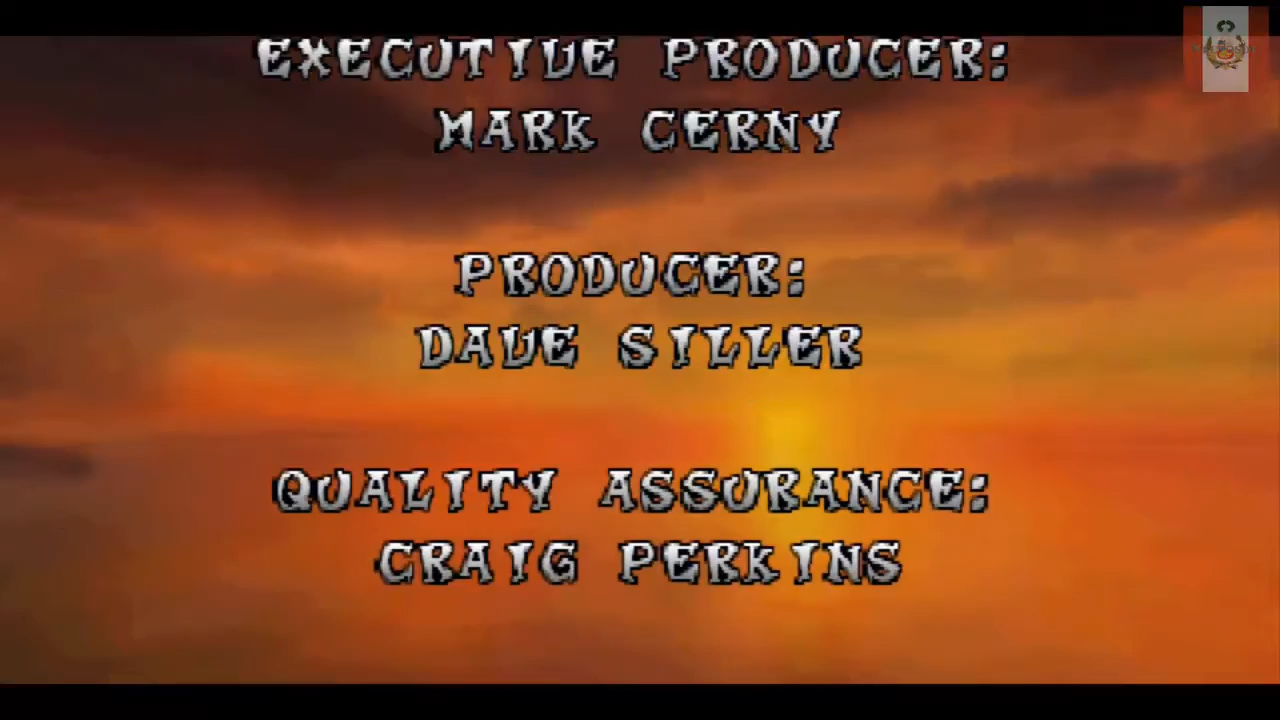 EXECUTIVE PRODUCER:
MARK CERNY
PRODUCER:
DAVE SILLER
QUALITY ASSURANCE:
CRAIG PERKINS